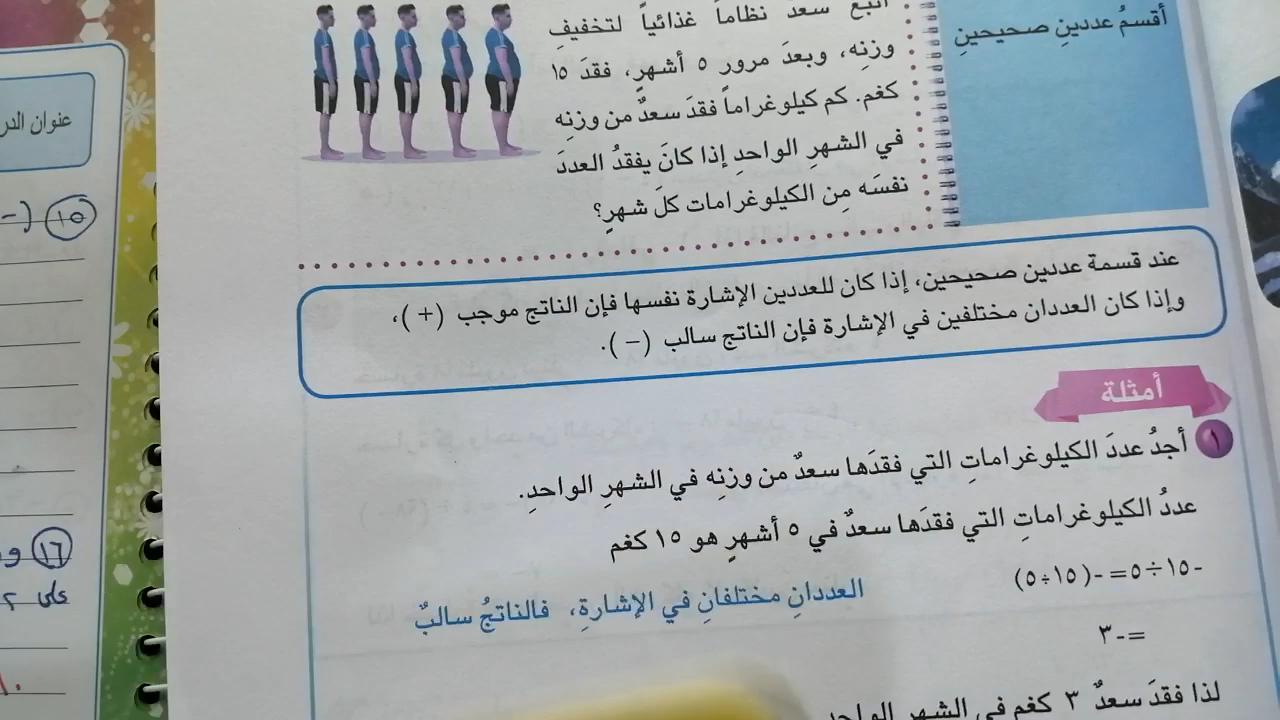 أقسمُ عددينِ صحيحينِ
اتبع سعدٌ نظاماً غذائياً لتخفيفِ
وزنِه، وبعدَ مرور ٥ أشهرٍ، فقدَ ١٥
كغم. كم كيلوغراماً فقدَ سعدٌ من وزنِه
في الشهرِ الواحدِ إذا كانَ يفقدُ العددَ
نفسَه مِن الكيلوغرامات كلَ شهرٍ؟
عند قسمة عددين صحيحين، إذا كان للعددين الإشارة نفسها فإن الناتج موجب (+)،
وإذا كان العددان مختلفين في الإشارة فإن الناتج سالب (−).
أمثلة
١ أجدُ عددَ الكيلوغراماتِ التي فقدَها سعدٌ من وزنِه في الشهرِ الواحدِ.
عددُ الكيلوغراماتِ التي فقدَها سعدٌ في ٥ أشهرٍ هو ١٥ كغم
-١٥÷٥=-(١٥÷٥) العددانِ مختلفانِ في الإشارةِ، فالناتجُ سالبٌ
=-٣
لذا فقدَ سعدٌ ٣ كغم في الشهر الواحد
عنوان الدر
١٥ (-
١٦ و
على ٢
١٠